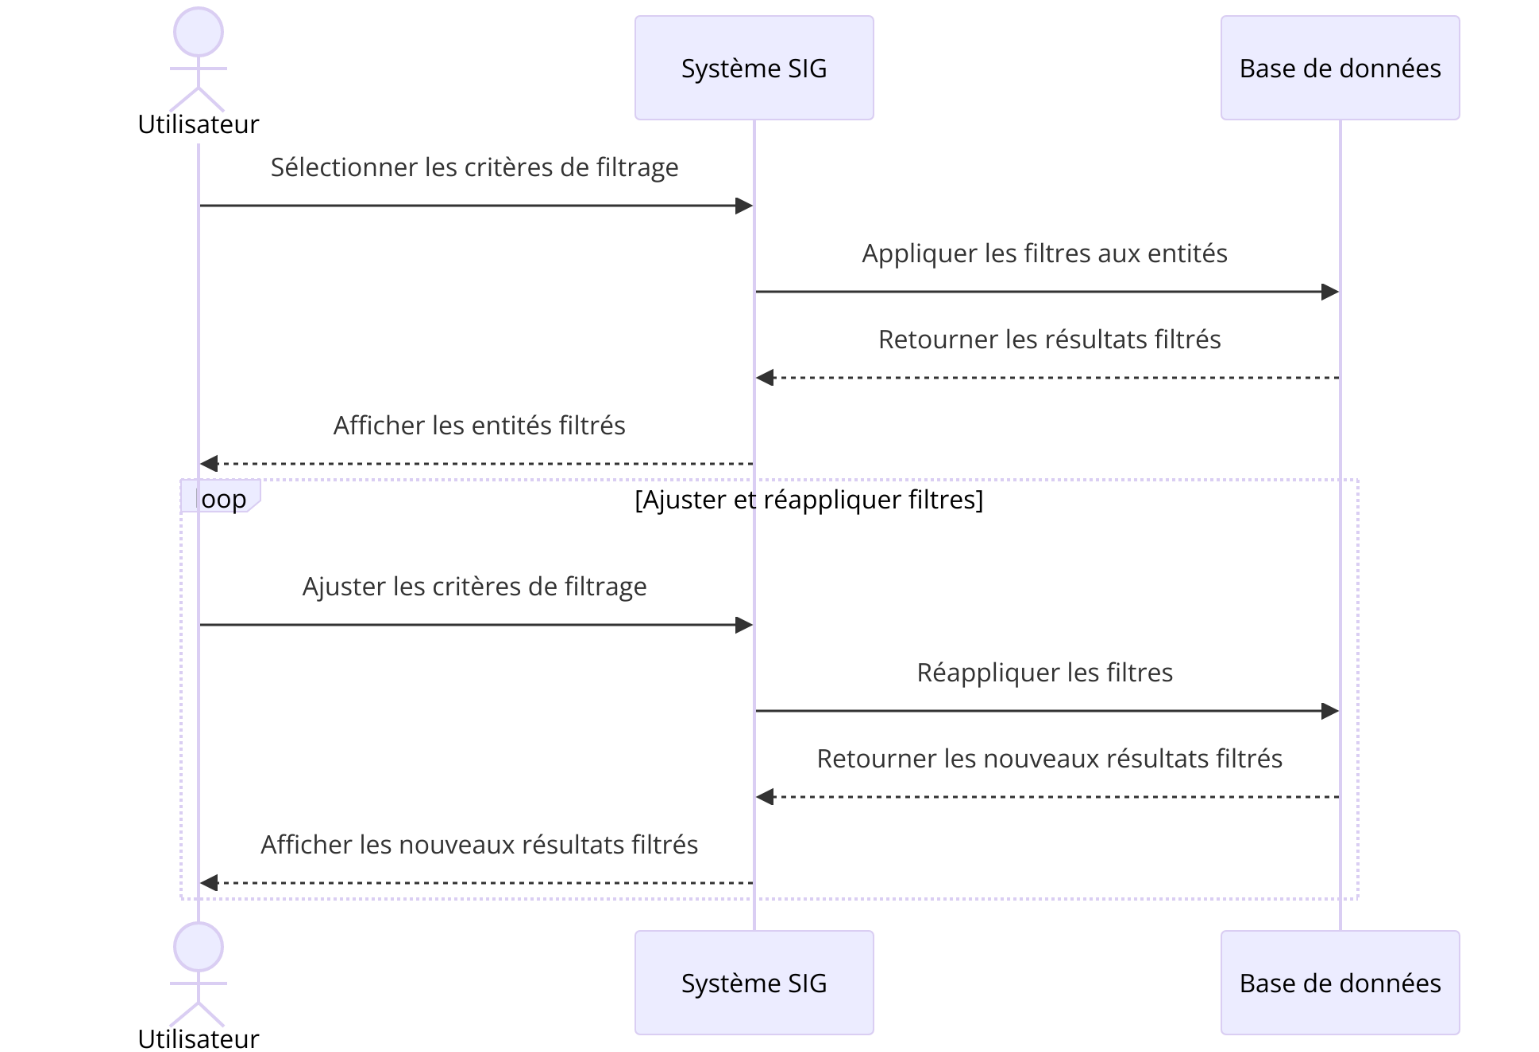 Utilisateur
Système SIG
Base de données
Sélectionner les critères de filtrage
Appliquer les filtres aux entités
Retourner les résultats filtrés
Afficher les entités filtrés
loop
[Ajuster et réappliquer filtres]
Ajuster les critères de filtrage
Réappliquer les filtres
Retourner les nouveaux résultats filtrés
Afficher les nouveaux résultats filtrés
Utilisateur
Système SIG
Base de données